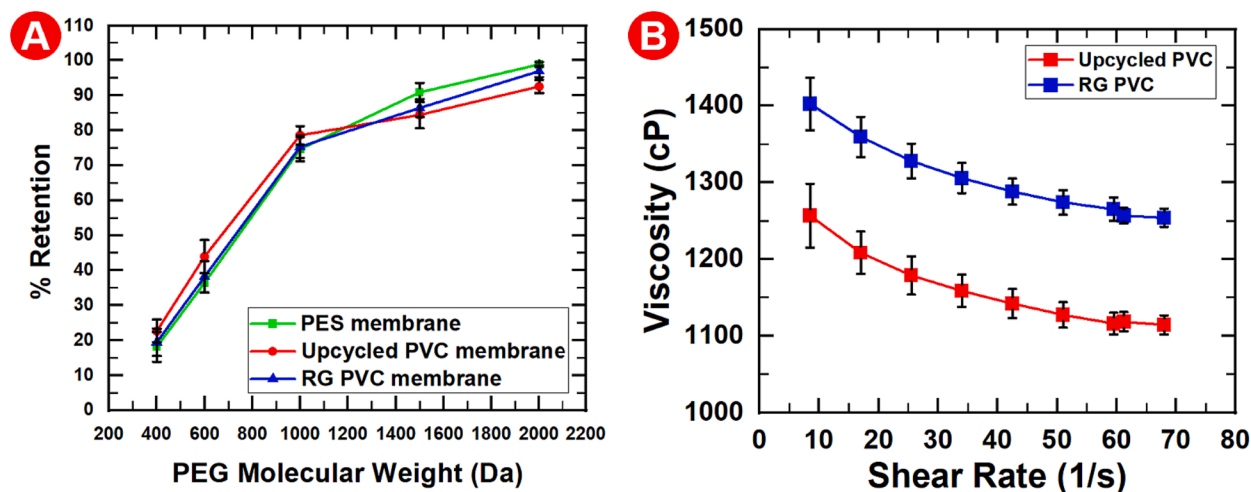 A
% Retention
100
90
80
70
60
50
40
30
20
10
0
200 400 600 800 1000 1200 1400 1600 1800 2000 2200
PEG Molecular Weight (Da)
PES membrane
Upcycled PVC membrane
RG PVC membrane
B
Viscosity (cP)
1500
1400
1300
1200
1100
1000
0 10 20 30 40 50 60 70 80
Shear Rate (1/s)
Upcycled PVC
RG PVC